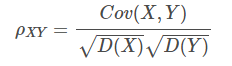 ρXY = Cov(X, Y) / √D(X)√D(Y)